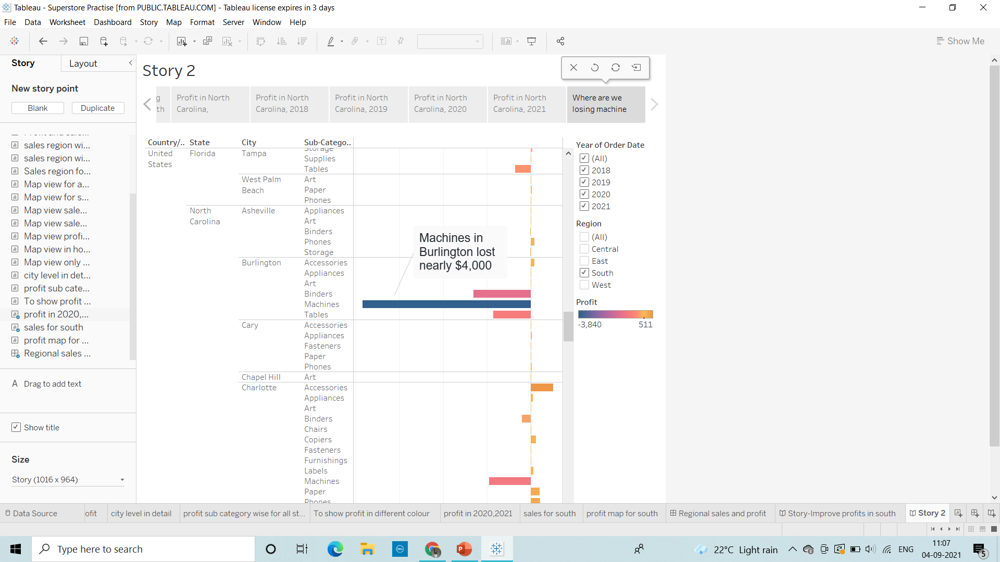 Tableau - Superstore Practise [from PUBLIC.TABLEAU.COM] - Tableau license expires in 3 days
File Data Worksheet Dashboard Story Map Format Server Window Help
Show Me
Story Layout
New story point
Blank Duplicate
sales region wi...
sales region wi...
Sales region fo...
Map view for a...
Map view for s...
Map view sale...
Map view sale...
Map view profi...
Map view in ho...
Map view only ...
city level in det...
profit sub cate...
To show profit ...
profit in 2020,...
sales for south
profit map for ...
Regional sales ...
A Drag to add text
Show title
Size
Story (1016 x 964)
Story 2
g
th
Profit in North
Carolina,
Profit in North
Carolina, 2018
Profit in North
Carolina, 2019
Profit in North
Carolina, 2020
Profit in North
Carolina, 2021
Where are we
losing machine
Country/.. State City Sub-Catego..
United
States
Florida
Tampa
Storage
Supplies
Tables
West Palm
Beach
Art
Paper
Phones
North
Carolina
Asheville
Appliances
Art
Binders
Phones
Storage
Burlington
Accessories
Appliances
Art
Binders
Machines
Tables
Cary
Accessories
Appliances
Fasteners
Paper
Phones
Chapel Hill
Art
Charlotte
Accessories
Appliances
Art
Binders
Chairs
Copiers
Fasteners
Furnishings
Labels
Machines
Paper
Phones
Machines in
Burlington lost
nearly $4,000
Year of Order Date
(All)
2018
2019
2020
2021
Region
(All)
Central
East
South
West
Profit
-3,840 511
Data Source ofit city level in detail profit sub category wise for all st... To show profit in different colour profit in 2020,2021 sales for south profit map for south Regional sales and profit Story-Improve profits in south Story 2
Type here to search
DELL
P
22°C Light rain
ENG
11:07
04-09-2021
5